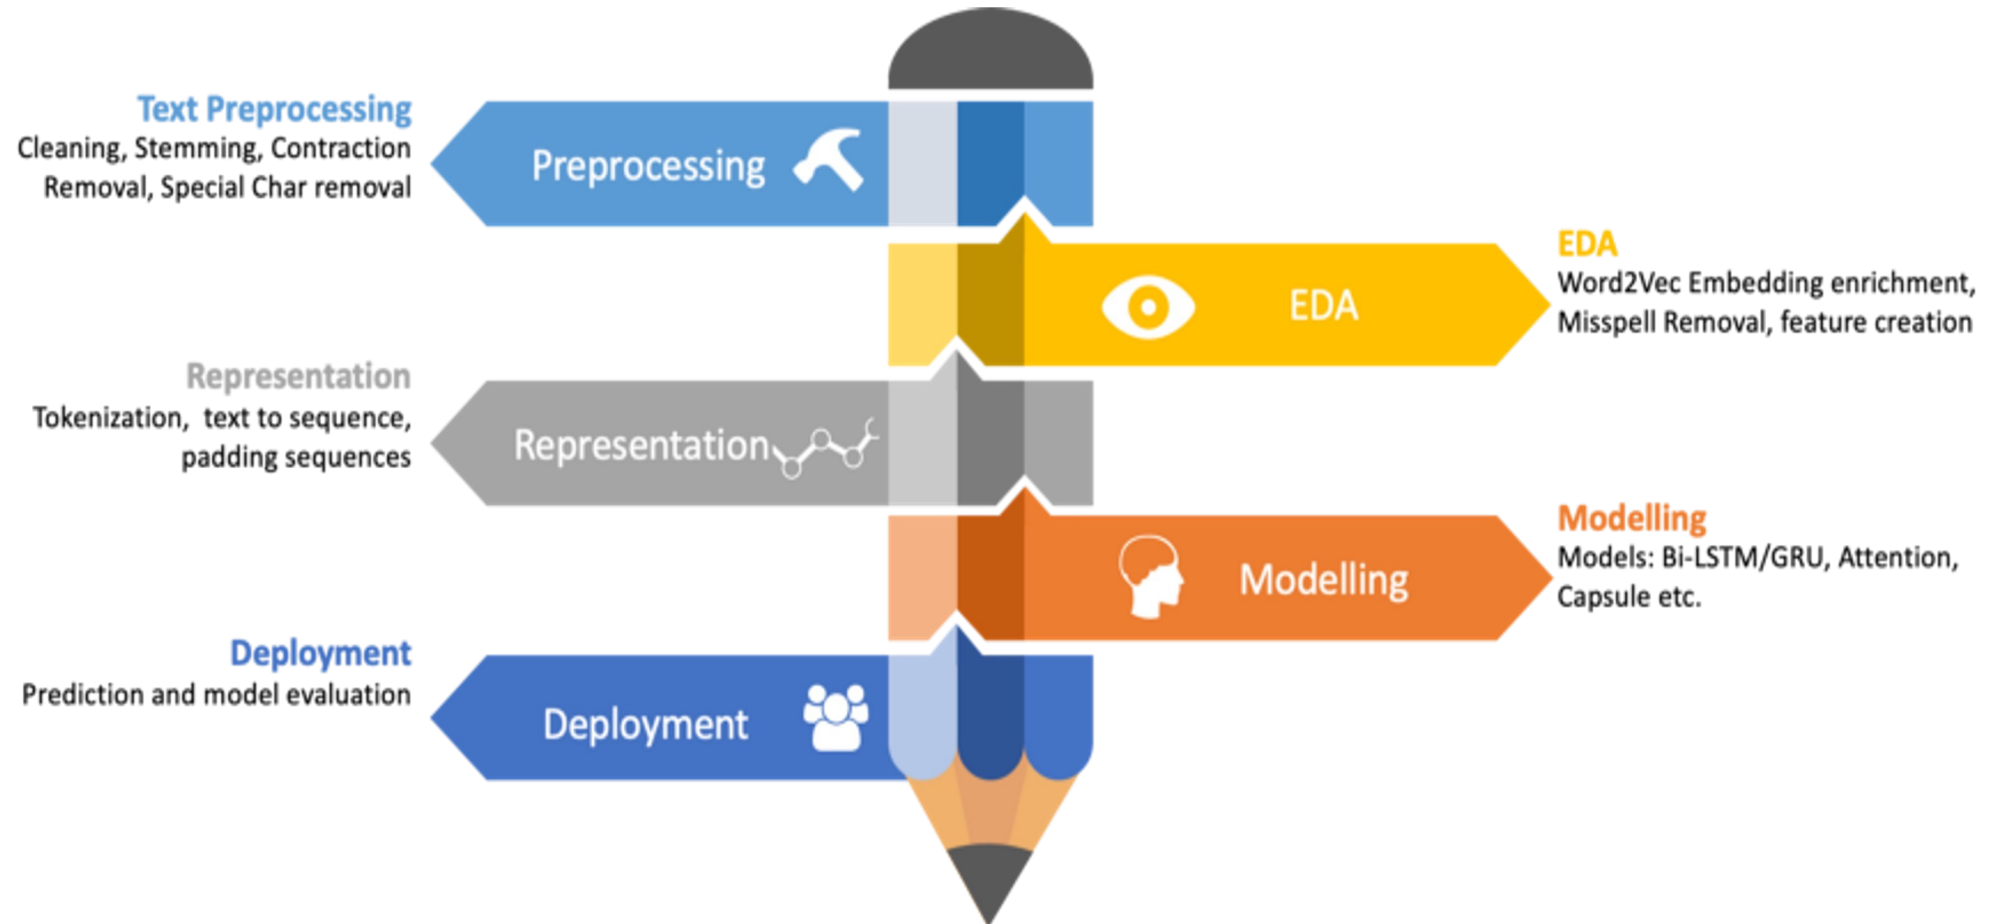 Text Preprocessing
Cleaning, Stemming, Contraction
Removal, Special Char removal
Preprocessing
EDA
EDA
Word2Vec Embedding enrichment,
Misspell Removal, feature creation
Representation
Tokenization, text to sequence,
padding sequences
Representation
Modelling
Modelling
Models: Bi-LSTM/GRU, Attention,
Capsule etc.
Deployment
Prediction and model evaluation
Deployment